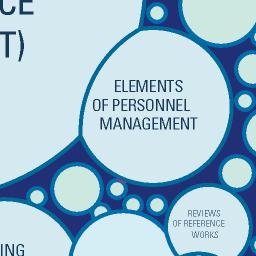 CE
T)
ELEMENTS
OF PERSONNEL
MANAGEMENT
REVIEWS
OF REFERENCE
WORKS
ING